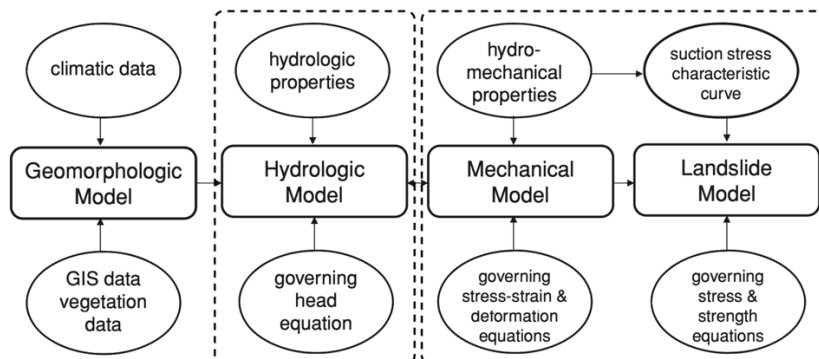 climatic data
hydrologic
properties
hydro-
mechanical
properties
suction stress
characteristic
curve
Geomorphologic
Model
Hydrologic
Model
Mechanical
Model
Landslide
Model
GIS data
vegetation
data
governing
head
equation
governing
stress-strain &
deformation
equations
governing
stress &
strength
equations